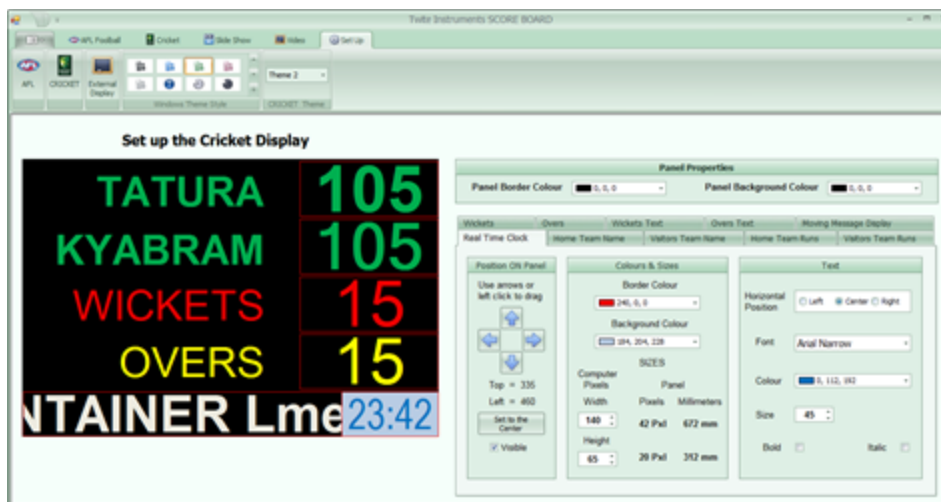 Twite Instruments SCORE BOARD
AFL Football Cricket Slide Show Video Set Up
AFL CRICKET External Display
Theme 2
Windows Theme Style CRICKET Theme
Set up the Cricket Display
TATURA 105
KYABRAM 105
WICKETS 15
OVERS 15
NTAINER Lme 23:42
Panel Properties
Panel Border Colour 0, 0, 0 Panel Background Colour 0, 0, 0
Wickets Overs Wickets Text Overs Text Moving Message Display
Real Time Clock Home Team Name Visitors Team Name Home Team Runs Visitors Team Runs
Position ON Panel
Use arrows or
left click to drag
Top = 335
Left = 460
Set to the
Center
Visible
Colours & Sizes
Border Colour
240, 0, 0
Background Colour
184, 204, 228
SIZES
Computer
Pixels Panel
Width Pixels Millimeters
140 42 Pxl 672 mm
Height
65 20 Pxl 312 mm
Text
Horizontal
Position Left Center Right
Font Arial Narrow
Colour 0, 112, 192
Size 45
Bold Italic